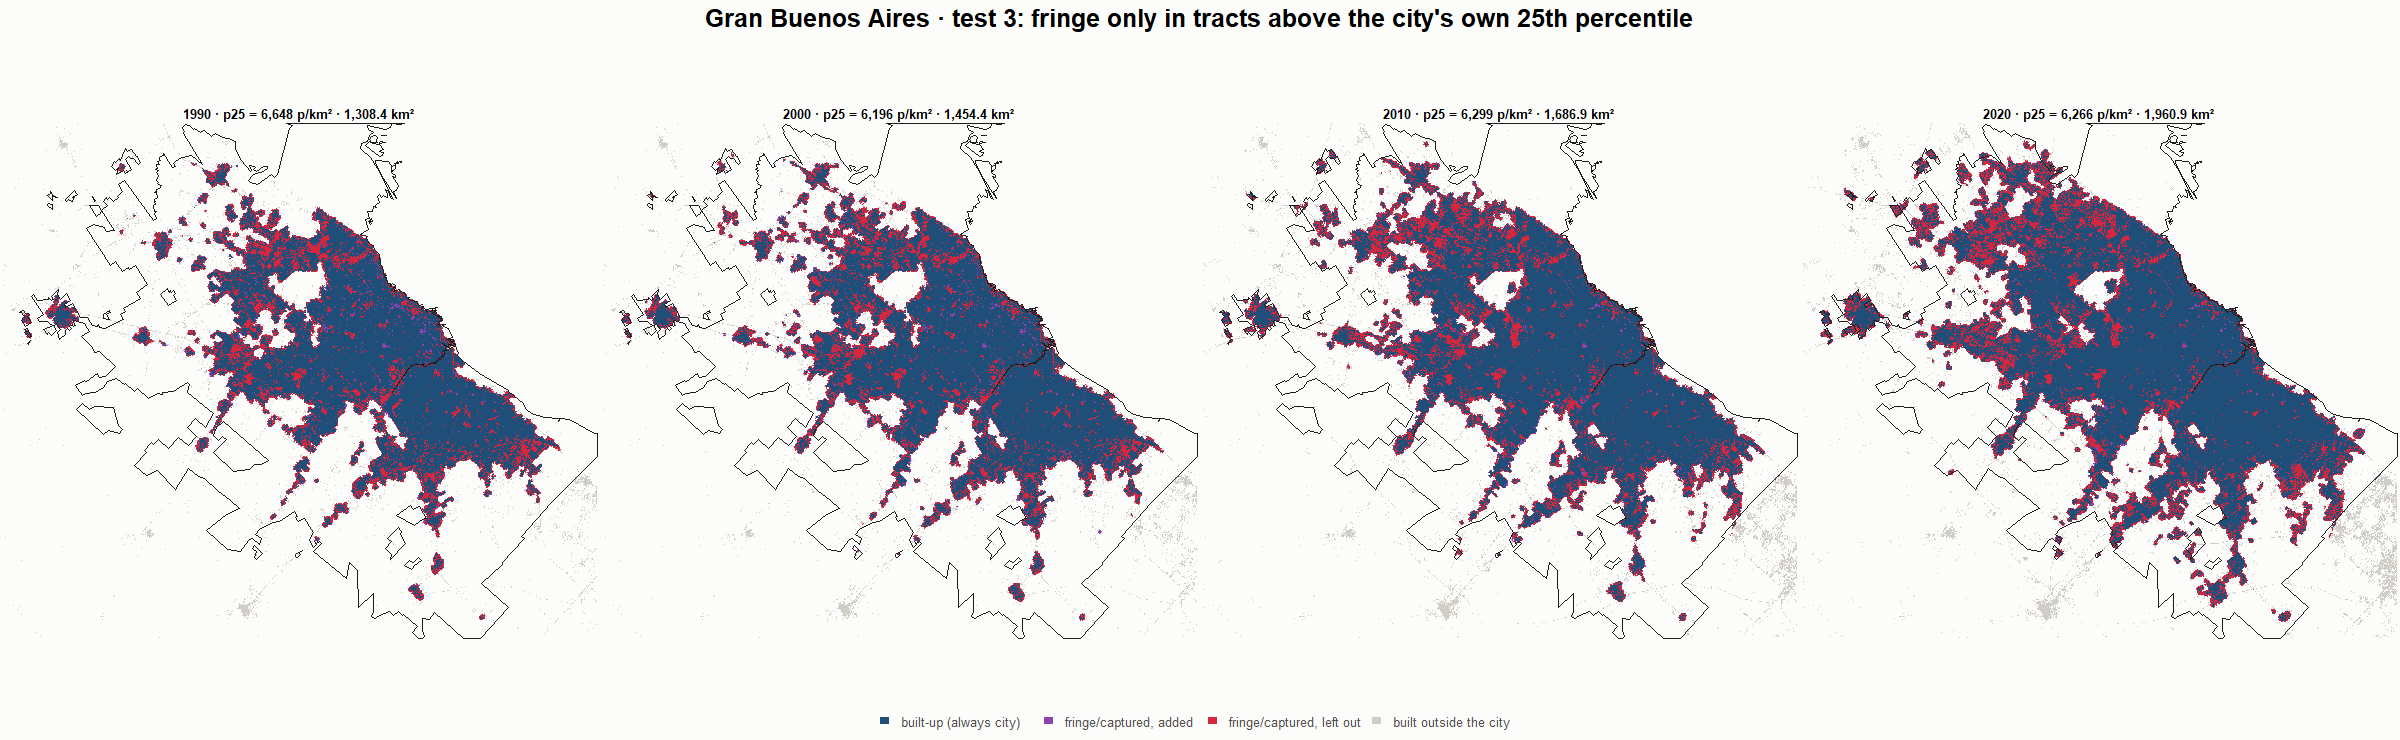 Gran Buenos Aires · test 3: fringe only in tracts above the city's own 25th percentile
1990 · p25 = 6,648 p/km² · 1,308.4 km²
2000 · p25 = 6,196 p/km² · 1,454.4 km²
2010 · p25 = 6,299 p/km² · 1,686.9 km²
2020 · p25 = 6,266 p/km² · 1,960.9 km²
built-up (always city)
fringe/captured, added
fringe/captured, left out
built outside the city